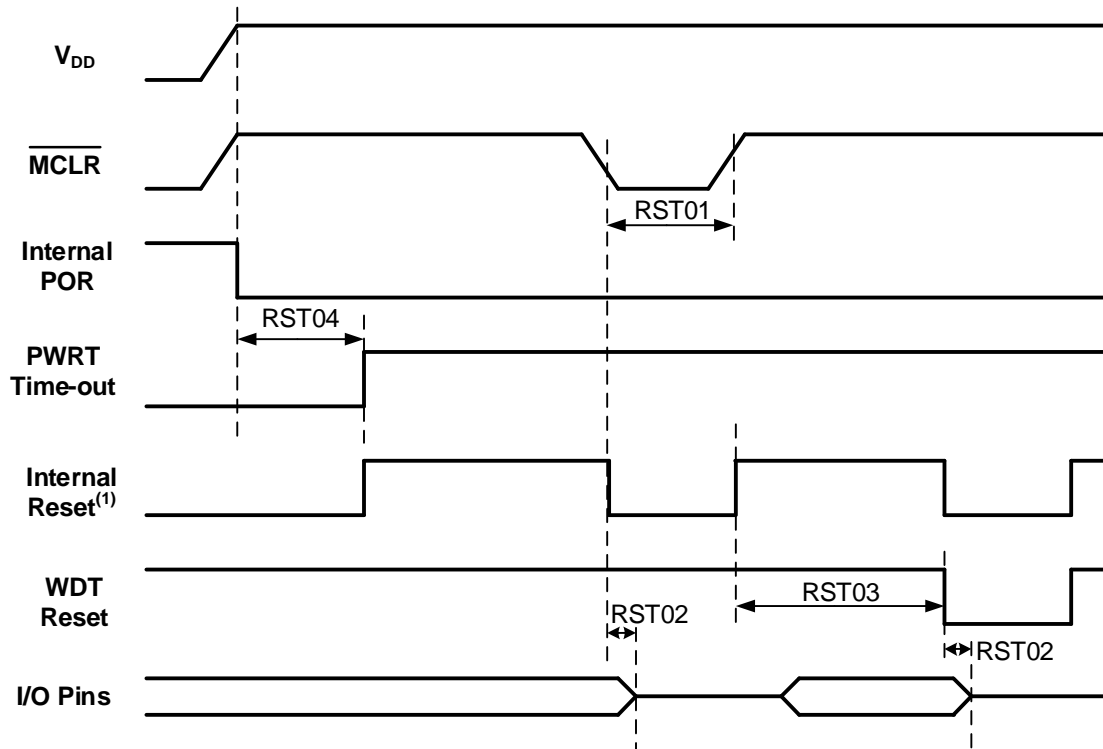 VDD
MCLR
RST01
Internal
POR
RST04
PWRT
Time-out
Internal
Reset(1)
WDT
Reset
RST03
RST02
RST02
I/O Pins